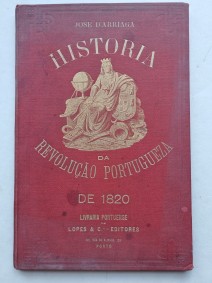 JOSÉ D'ARRIAGA
HISTORIA
DA
REVOLUÇÃO PORTUGUEZA
DE 1820
LIVRARIA PORTUENSE
LOPES & C.ª - EDITORES
PORTO